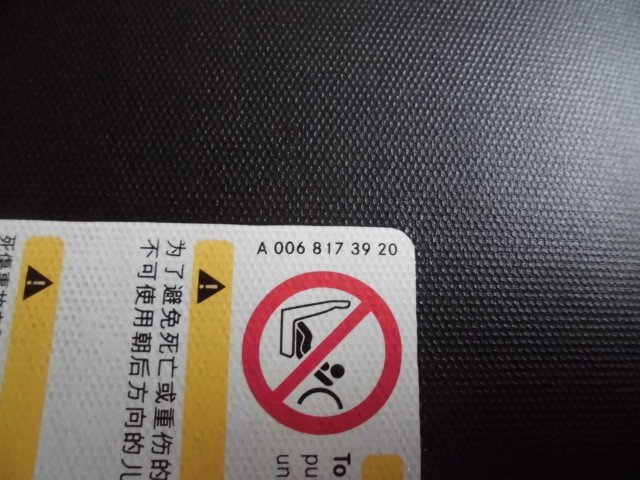 A 006 817 39 20
To
pu
un
为了避免死亡或重伤的
不可使用朝后方向的儿